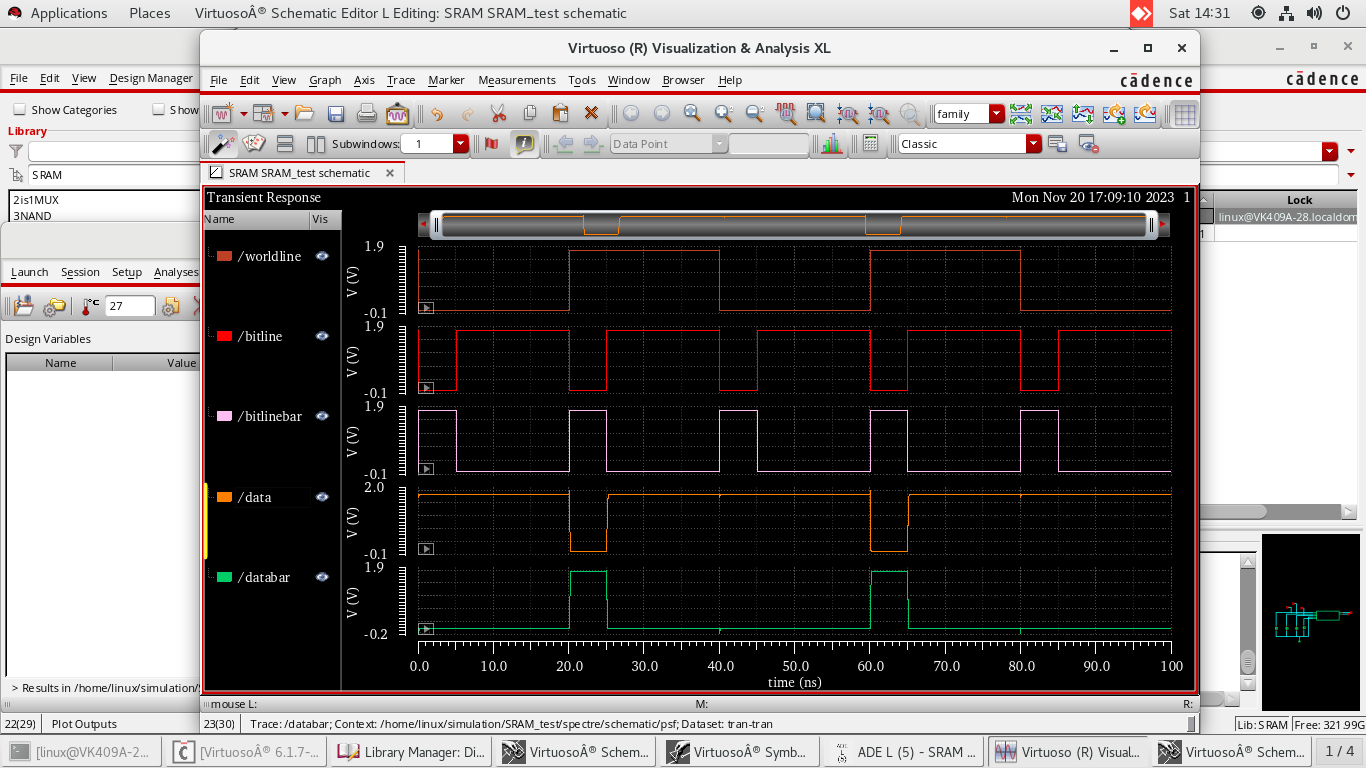 Applications Places VirtuosoÂ® Schematic Editor L Editing: SRAM SRAM_test schematic Sat 14:31
Virtuoso (R) Visualization & Analysis XL
File Edit View Design Manager
File Edit View Graph Axis Trace Marker Measurements Tools Window Browser Help cādence
cādence
Show Categories Show
family
Library
Subwindows: 1 Data Point Classic
SRAM
SRAM SRAM_test schematic
2is1MUX
3NAND
Lock
linux@VK409A-28.localdom
1
Transient Response Mon Nov 20 17:09:10 2023 1
Name Vis
Launch Session Setup Analyses
27
Design Variables
Name Value
/worldline
1.9
V (V)
-0.1
/bitline
1.9
V (V)
-0.1
/bitlinebar
1.9
V (V)
-0.1
/data
2.0
V (V)
-0.1
/databar
1.9
V (V)
-0.2
0.0 10.0 20.0 30.0 40.0 50.0 60.0 70.0 80.0 90.0 100
time (ns)
> Results in /home/linux/simulation/
mouse L: M: R:
22(29) Plot Outputs
23(30) Trace: /databar; Context: /home/linux/simulation/SRAM_test/spectre/schematic/psf; Dataset: tran-tran
Lib: SRAM Free: 321.99G
[linux@VK409A-2... [VirtuosoÂ® 6.1.7-... Library Manager: Di... VirtuosoÂ® Schem... VirtuosoÂ® Symb... ADE L (5) - SRAM ... Virtuoso (R) Visual... VirtuosoÂ® Schem... 1 / 4